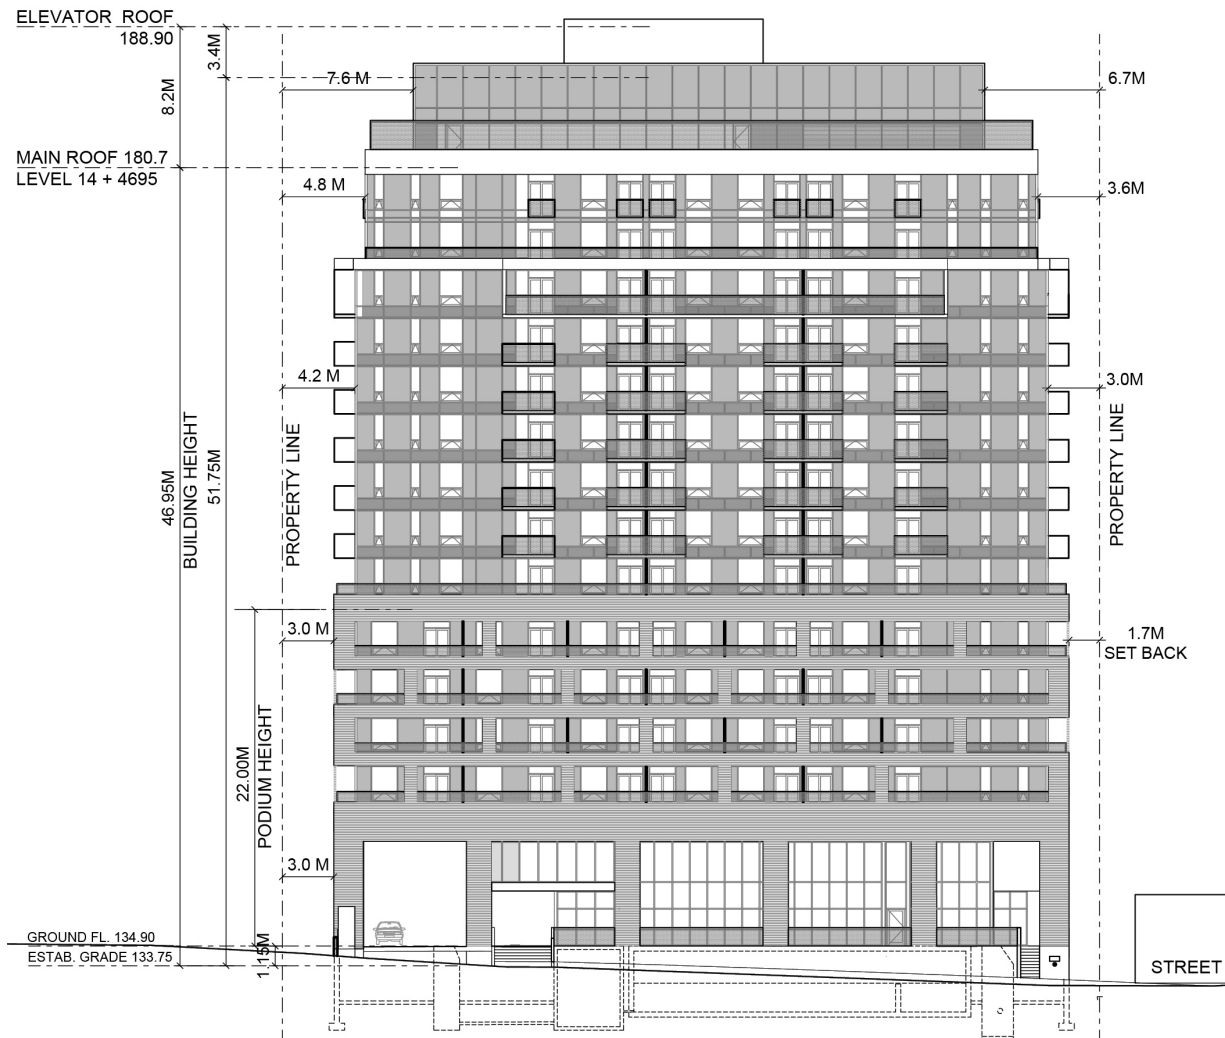 ELEVATOR ROOF
188.90
3.4M
8.2M
7.6 M
6.7M
MAIN ROOF 180.7
LEVEL 14 + 4695
4.8 M
3.6M
4.2 M
3.0M
PROPERTY LINE
PROPERTY LINE
46.95M
BUILDING HEIGHT
51.75M
3.0 M
1.7M
SET BACK
22.00M
PODIUM HEIGHT
3.0 M
GROUND FL. 134.90
ESTAB. GRADE 133.75
1.15M
STREET